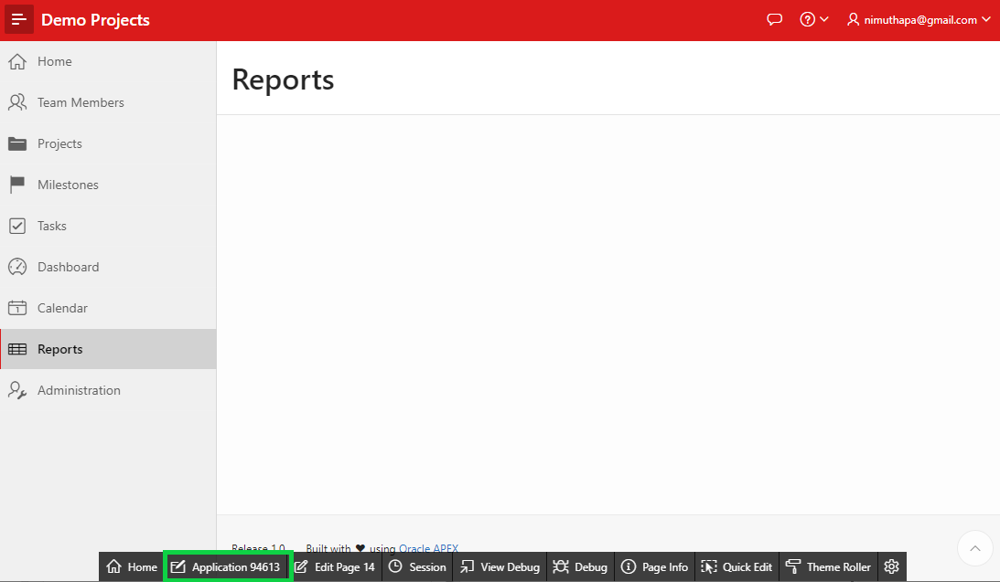 Demo Projects
nimuthapa@gmail.com
Home
Team Members
Projects
Milestones
Tasks
Dashboard
1
Calendar
Reports
Administration
Reports
Release 1.0 Built with ♥ using Oracle APEX
Home Application 94613 Edit Page 14 Session View Debug Debug Page Info Quick Edit Theme Roller